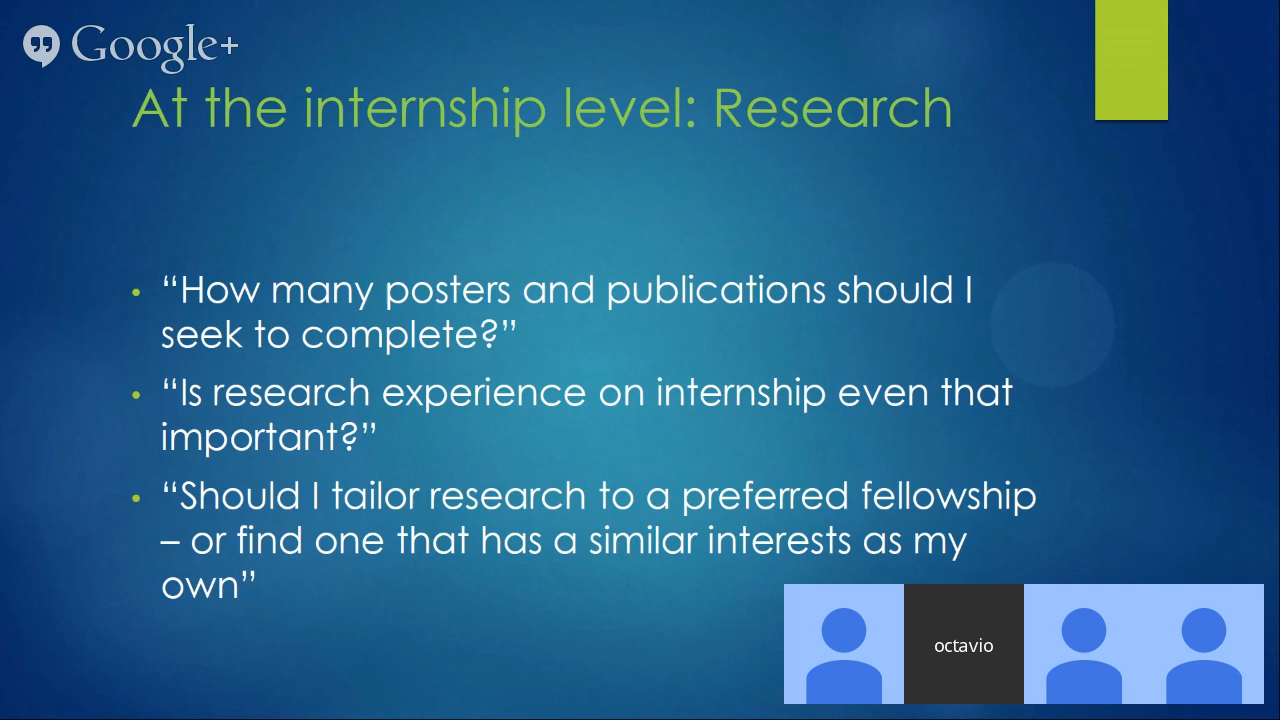 Google+
At the internship level: Research
• “How many posters and publications should I
seek to complete?”
• “Is research experience on internship even that
important?”
• “Should I tailor research to a preferred fellowship
– or find one that has a similar interests as my
own”
octavio